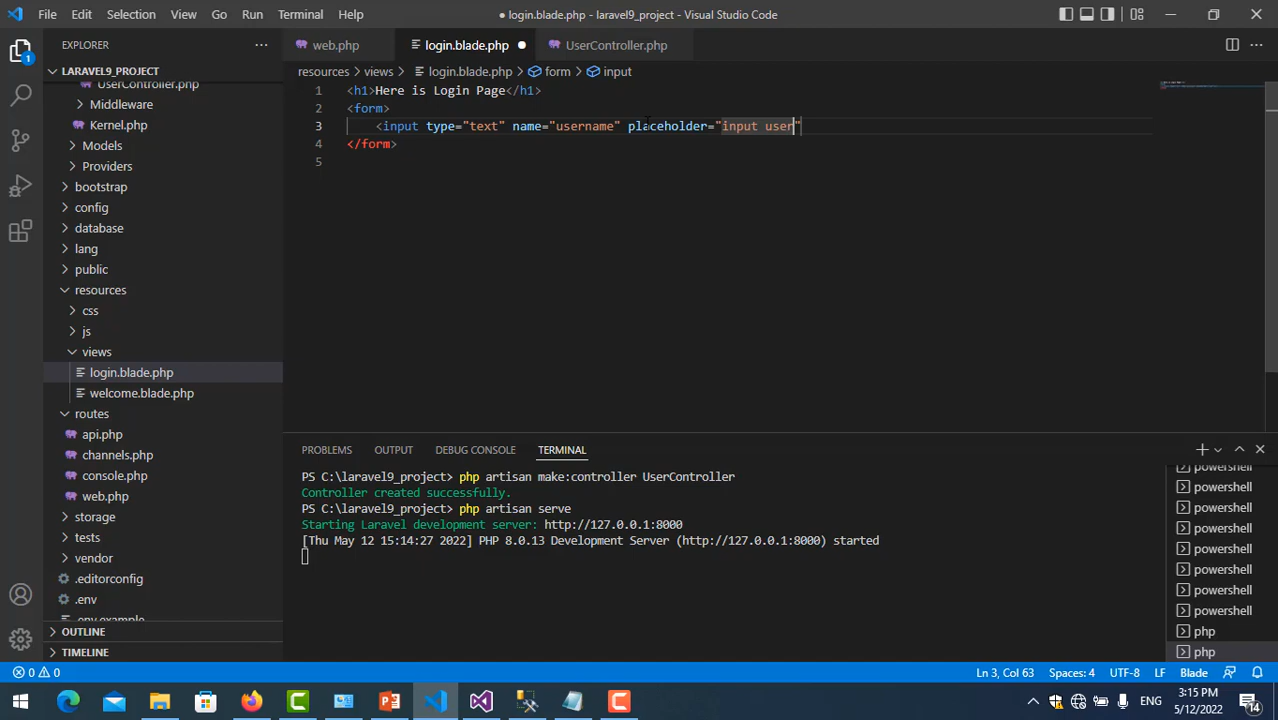 File Edit Selection View Go Run Terminal Help
● login.blade.php - laravel9_project - Visual Studio Code
EXPLORER
web.php
login.blade.php
UserController.php
1
LARAVEL9_PROJECT
UserController.php
Middleware
Kernel.php
Models
Providers
bootstrap
config
database
lang
public
resources
css
js
views
login.blade.php
welcome.blade.php
routes
api.php
channels.php
console.php
web.php
storage
tests
vendor
.editorconfig
.env
.env.example
OUTLINE
TIMELINE
resources > views > login.blade.php > form > input
1 <h1>Here is Login Page</h1>
2 <form>
3 <input type="text" name="username" placeholder="input user"
4 </form>
5
PROBLEMS OUTPUT DEBUG CONSOLE TERMINAL
PS C:\laravel9_project> php artisan make:controller UserController
Controller created successfully.
PS C:\laravel9_project> php artisan serve
Starting Laravel development server: http://127.0.0.1:8000
[Thu May 12 15:14:27 2022] PHP 8.0.13 Development Server (http://127.0.0.1:8000) started
powershell
powershell
powershell
powershell
powershell
powershell
powershell
powershell
php
php
0 0
Ln 3, Col 63 Spaces: 4 UTF-8 LF Blade
ENG
3:15 PM
5/12/2022
14